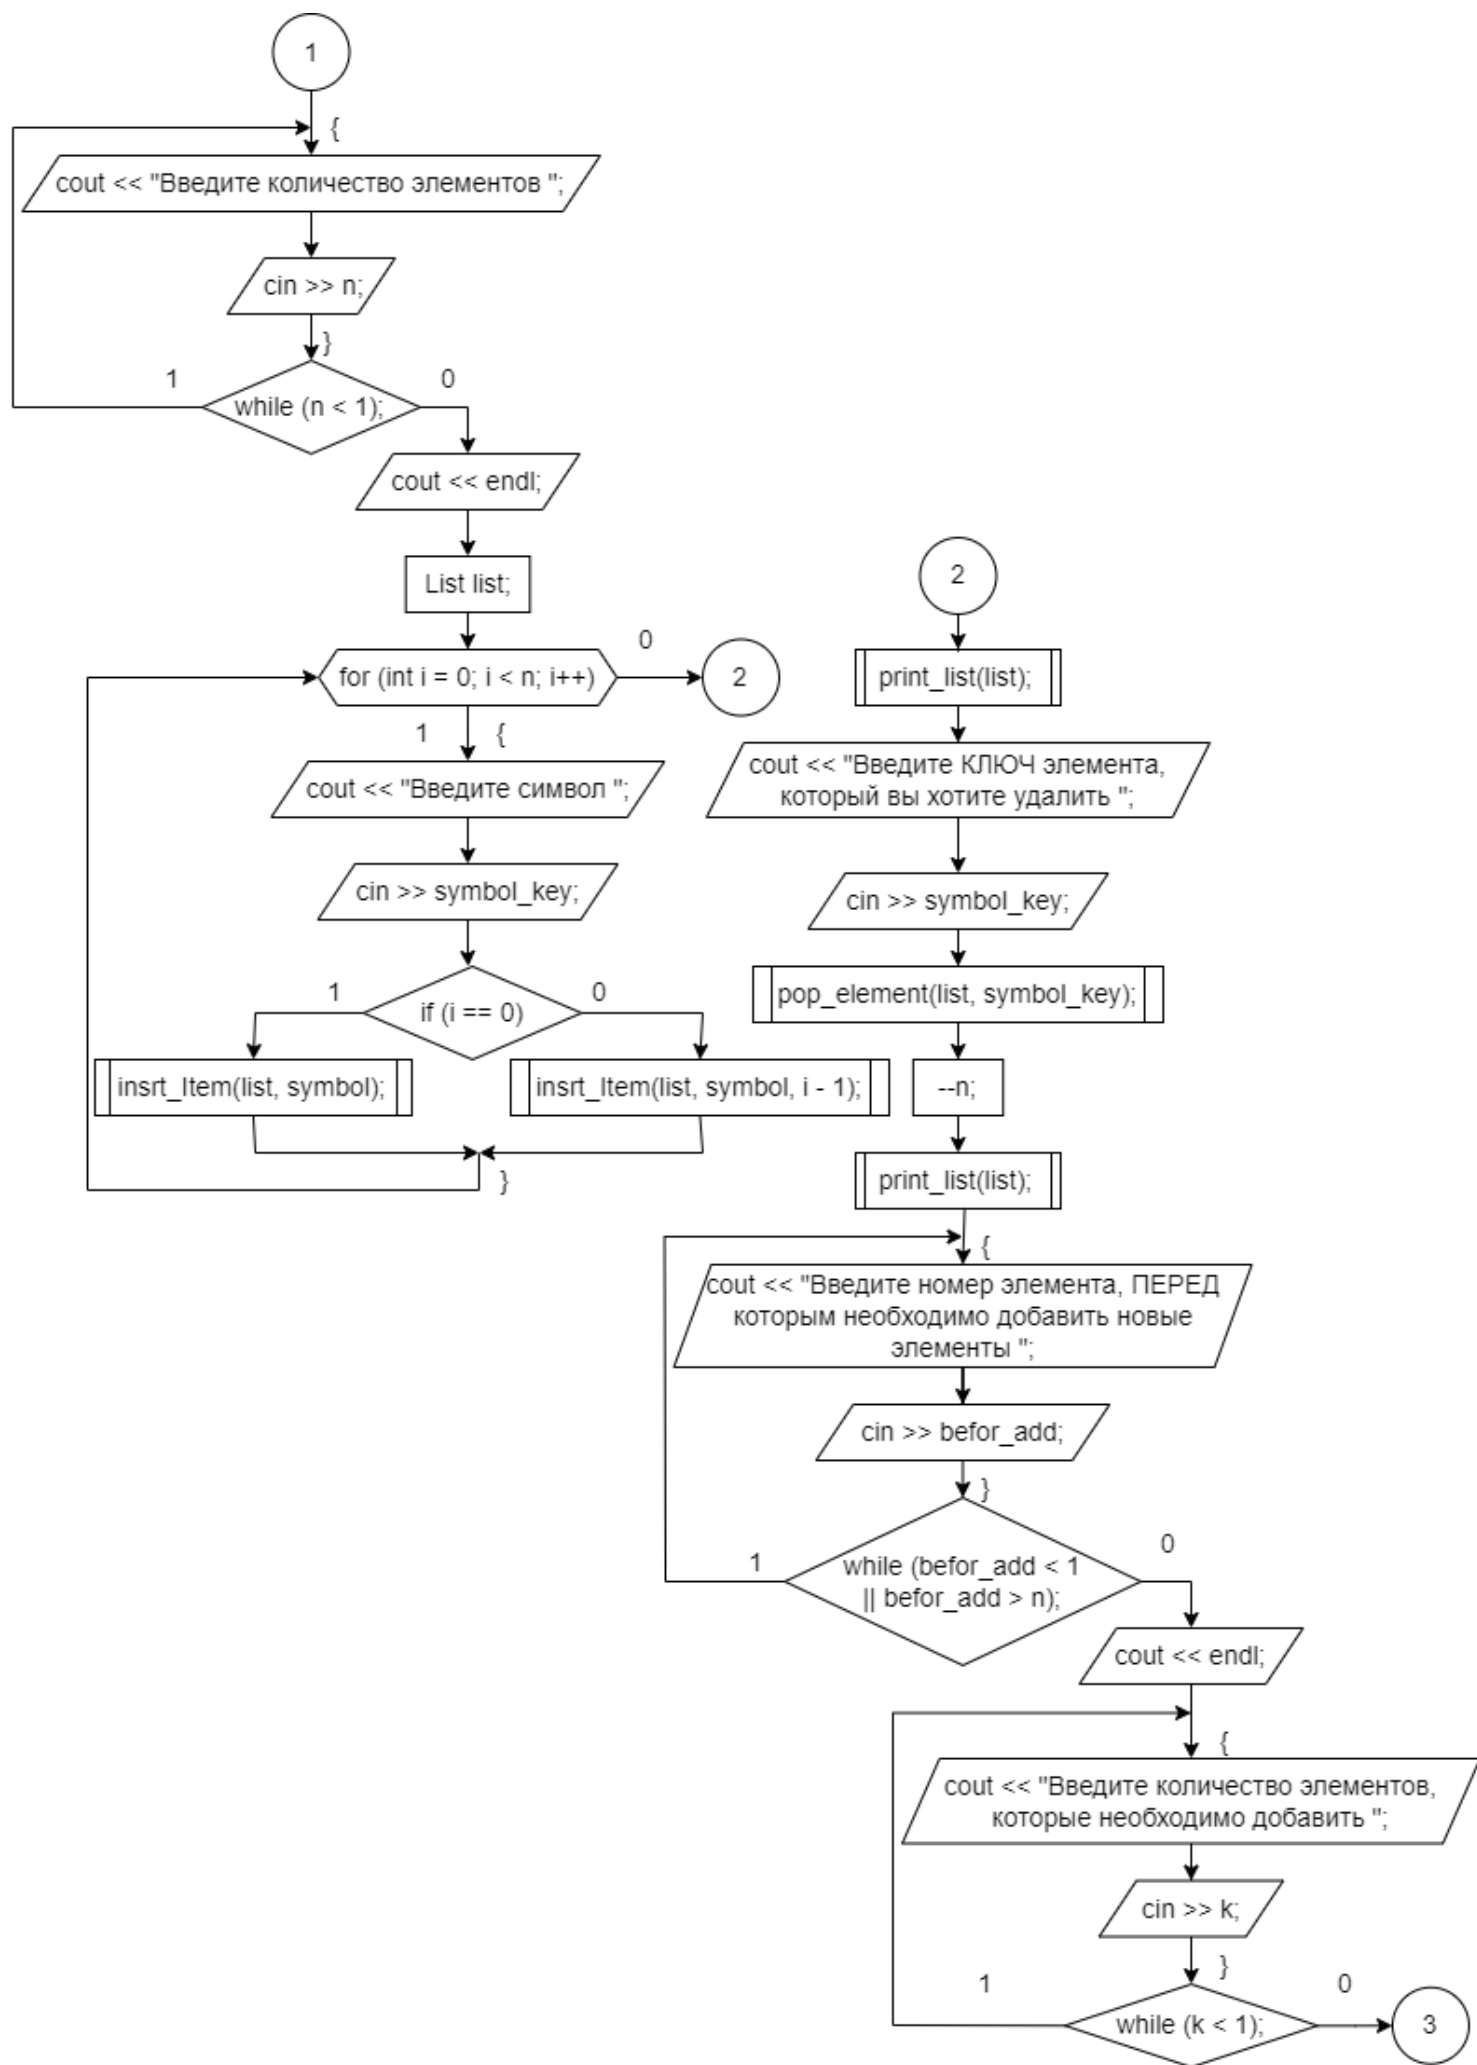 1
{
cout << "Введите количество элементов ";
cin >> n;
}
1
0
while (n < 1);
cout << endl;
List list;
for (int i = 0; i < n; i++)
0
2
1
{
cout << "Введите символ ";
cin >> symbol_key;
1
0
if (i == 0)
insrt_Item(list, symbol);
insrt_Item(list, symbol, i - 1);
}
2
print_list(list);
cout << "Введите КЛЮЧ элемента,
который вы хотите удалить ";
cin >> symbol_key;
pop_element(list, symbol_key);
--n;
print_list(list);
{
cout << "Введите номер элемента, ПЕРЕД
которым необходимо добавить новые
элементы ";
cin >> befor_add;
}
1
0
while (befor_add < 1
|| befor_add > n);
cout << endl;
{
cout << "Введите количество элементов,
которые необходимо добавить ";
cin >> k;
}
1
0
while (k < 1);
3